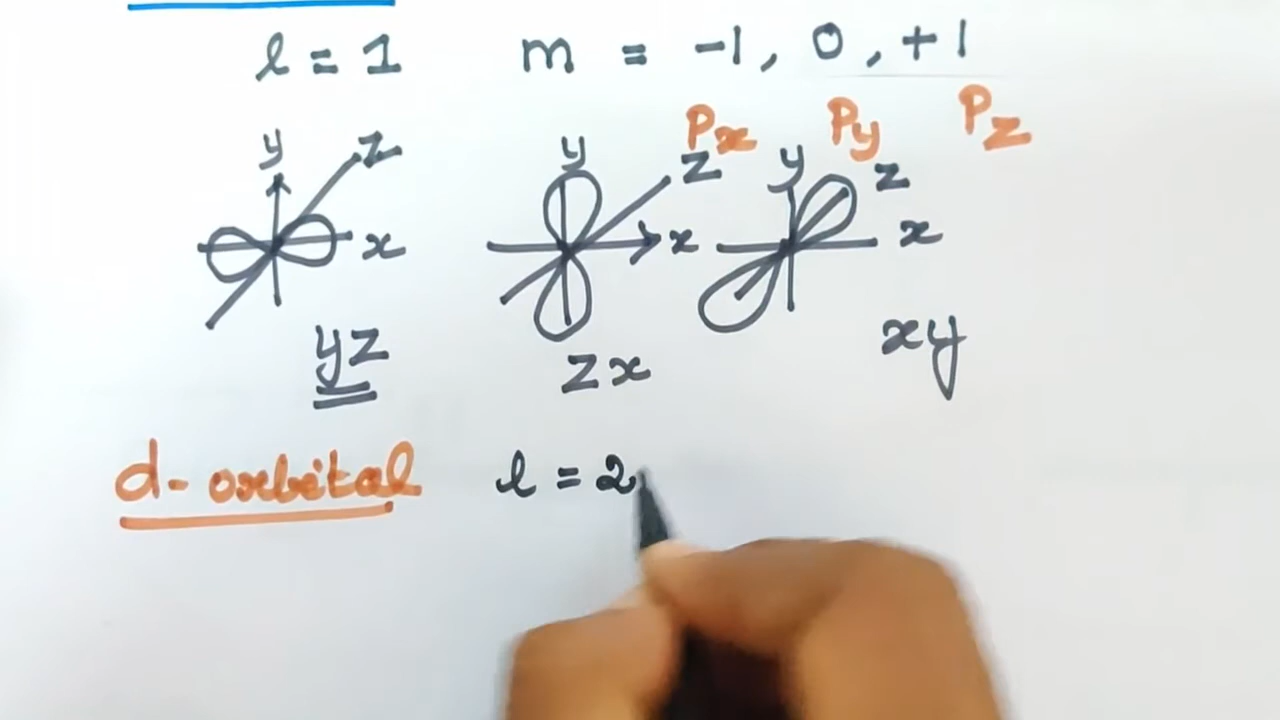 l = 1 m = -1, 0, +1
Px Py Pz
y z x y z x y z x
yz zx xy
d-orbital l = 2